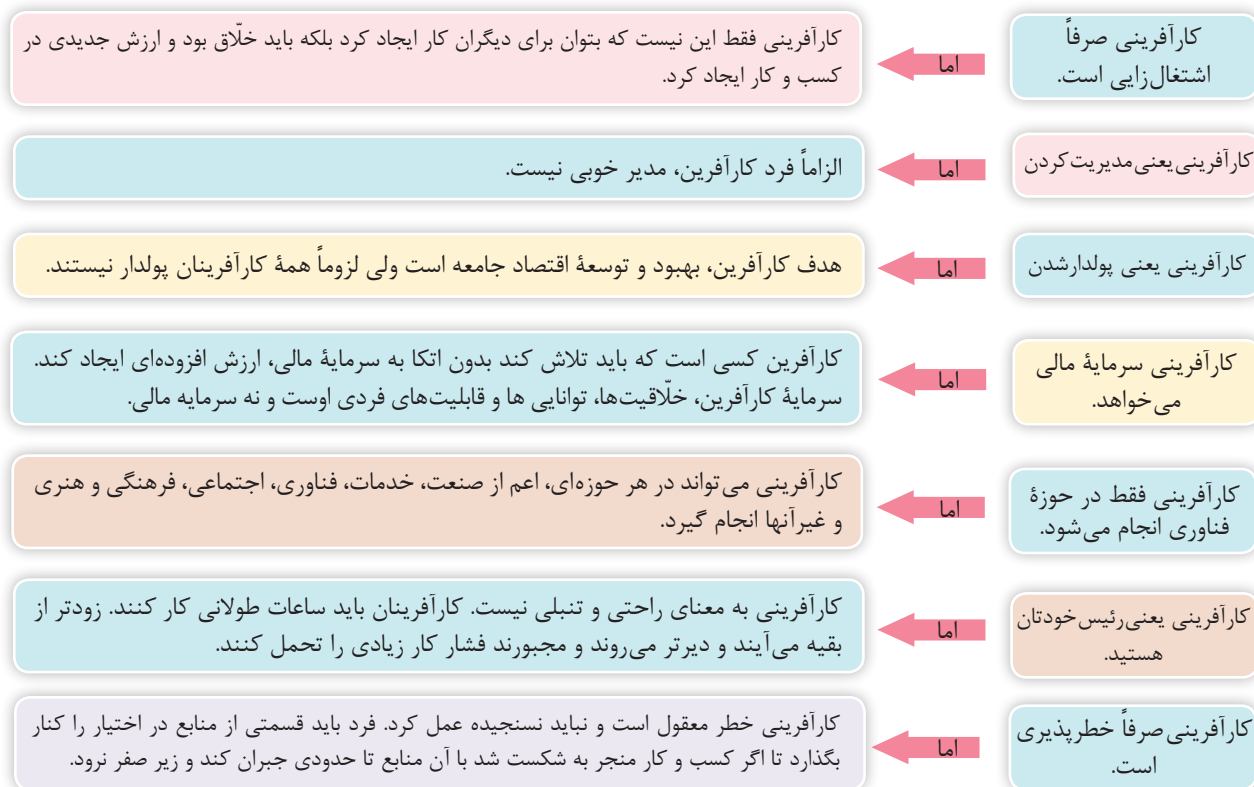 کارآفرینی صرفاً
اشتغال‌زایی است.
اما
کارآفرینی فقط این نیست که بتوان برای دیگران کار ایجاد کرد بلکه باید خلّاق بود و ارزش جدیدی در
کسب و کار ایجاد کرد.
کارآفرینی یعنی مدیریت کردن
اما
الزاماً فرد کارآفرین، مدیر خوبی نیست.
کارآفرینی یعنی پولدارشدن
اما
هدف کارآفرین، بهبود و توسعهٔ اقتصاد جامعه است ولی لزوماً همهٔ کارآفرینان پولدار نیستند.
کارآفرینی سرمایهٔ مالی
می‌خواهد.
اما
کارآفرین کسی است که باید تلاش کند بدون اتکا به سرمایهٔ مالی، ارزش افزوده‌ای ایجاد کند.
سرمایهٔ کارآفرین، خلّاقیت‌ها، توانایی ها و قابلیت‌های فردی اوست و نه سرمایه مالی.
کارآفرینی فقط در حوزهٔ
فناوری انجام می‌شود.
اما
کارآفرینی می‌تواند در هر حوزه‌ای، اعم از صنعت، خدمات، فناوری، اجتماعی، فرهنگی و هنری
و غیرآنها انجام گیرد.
کارآفرینی یعنی رئیس خودتان
هستید.
اما
کارآفرینی به معنای راحتی و تنبلی نیست. کارآفرینان باید ساعات طولانی کار کنند. زودتر از
بقیه می‌آیند و دیرتر می‌روند و مجبورند فشار کار زیادی را تحمل کنند.
کارآفرینی صرفاً خطرپذیری
است.
اما
کارآفرینی خطر معقول است و نباید نسنجیده عمل کرد. فرد باید قسمتی از منابع در اختیار را کنار
بگذارد تا اگر کسب و کار منجر به شکست شد با آن منابع تا حدودی جبران کند و زیر صفر نرود.